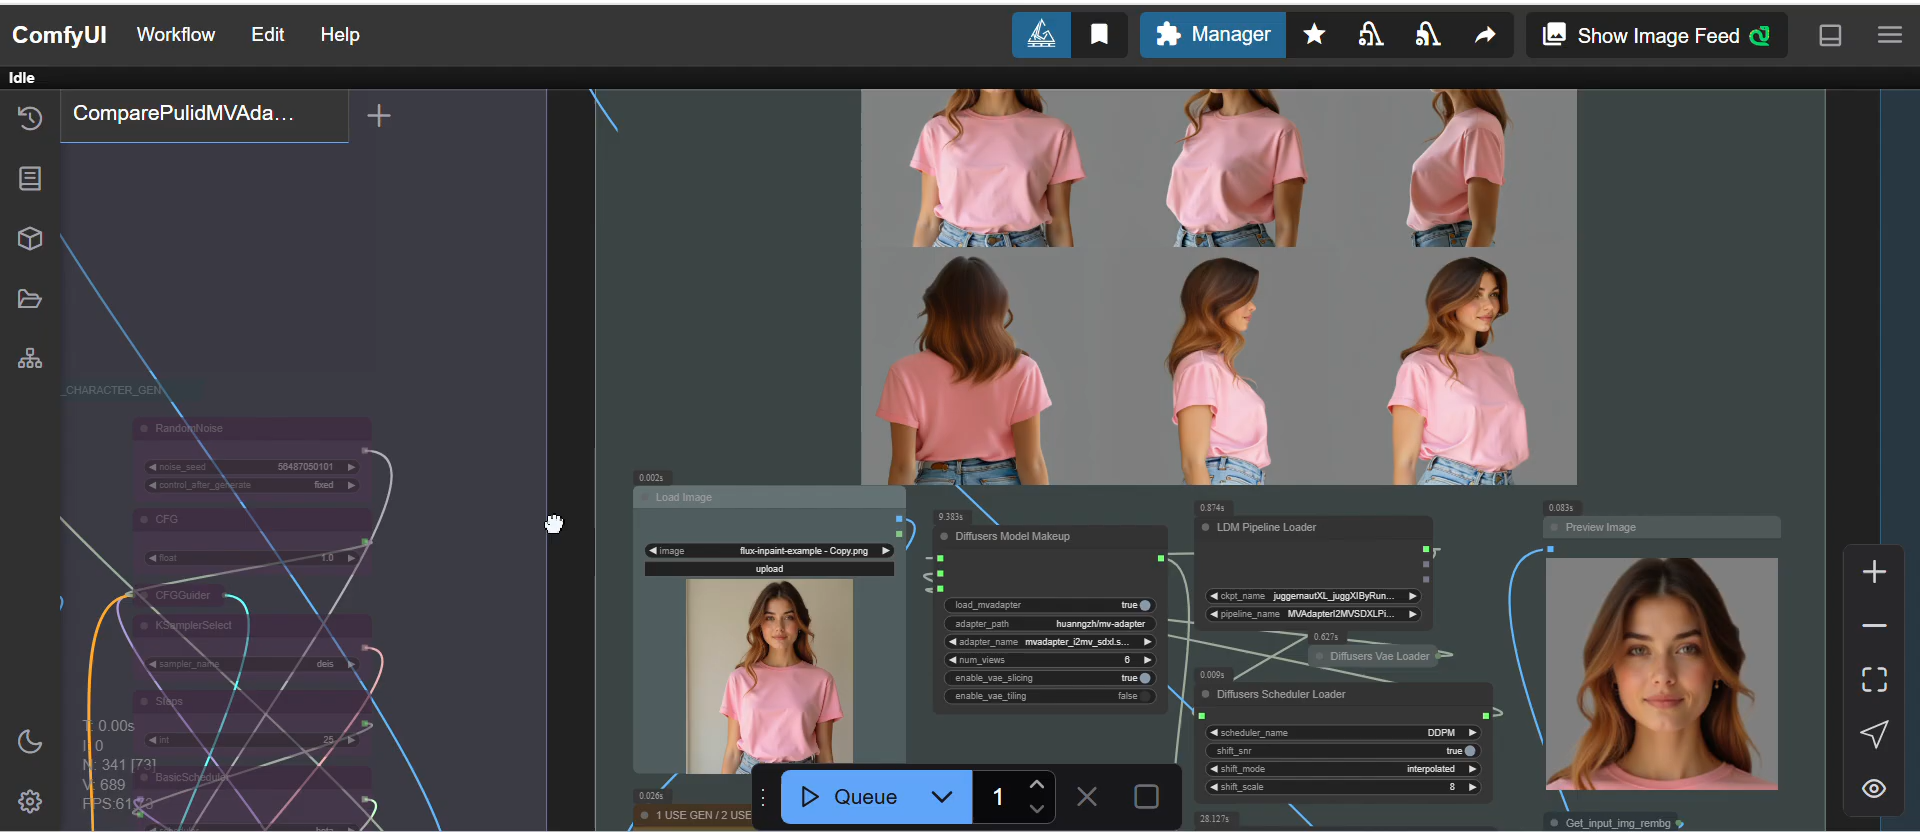 ComfyUI Workflow Edit Help Manager Show Image Feed
Idle
ComparePulidMVAda...
_CHARACTER_GEN
RandomNoise
noise_seed 56487050101
control_after_generate fixed
CFG
float 1.0
CFGGuider
KSamplerSelect
sampler_name deis
Steps
int 25
BasicScheduler
T: 0.00s
I: 0
N: 341 [73]
V: 689
0.002s
Load Image
image flux-inpaint-example - Copy.png
upload
0.026s
1 USE GEN / 2 USE
9.383s
Diffusers Model Makeup
load_mvadapter true
adapter_path huanngzh/mv-adapter
adapter_name mvadapter_i2mv_sdxl.s...
num_views 6
enable_vae_slicing true
enable_vae_tiling false
0.874s
LDM Pipeline Loader
ckpt_name juggernautXL_juggXIByRun...
pipeline_name MVAdapterI2MVSDXLPi...
0.627s
Diffusers Vae Loader
0.009s
Diffusers Scheduler Loader
scheduler_name DDPM
shift_snr true
shift_mode interpolated
shift_scale 8
28.127s
0.083s
Preview Image
Get_input_img_rembg
Queue 1